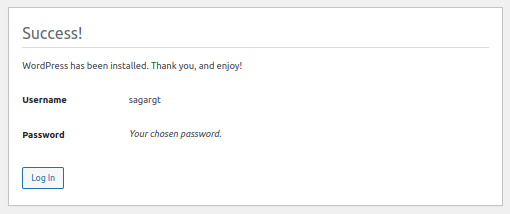 Success!
WordPress has been installed. Thank you, and enjoy!
Username sagargt
Password Your chosen password.
Log In